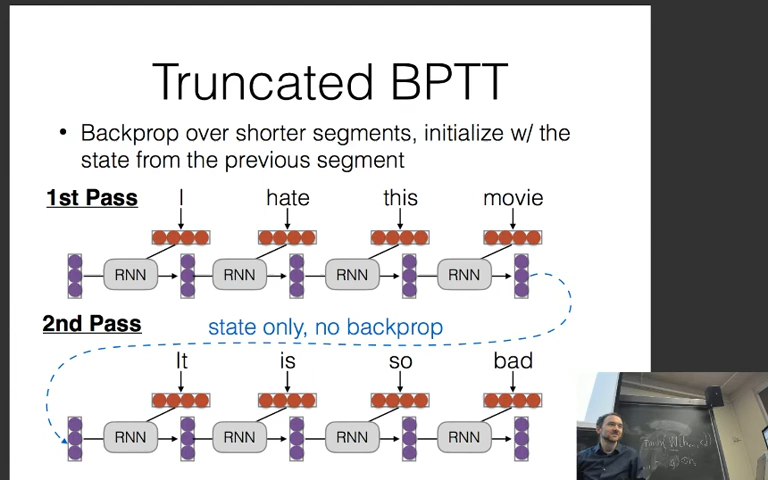 Truncated BPTT
• Backprop over shorter segments, initialize w/ the
state from the previous segment
1st Pass I hate this movie
RNN RNN RNN RNN
2nd Pass state only, no backprop
It is so bad
RNN RNN RNN RNN